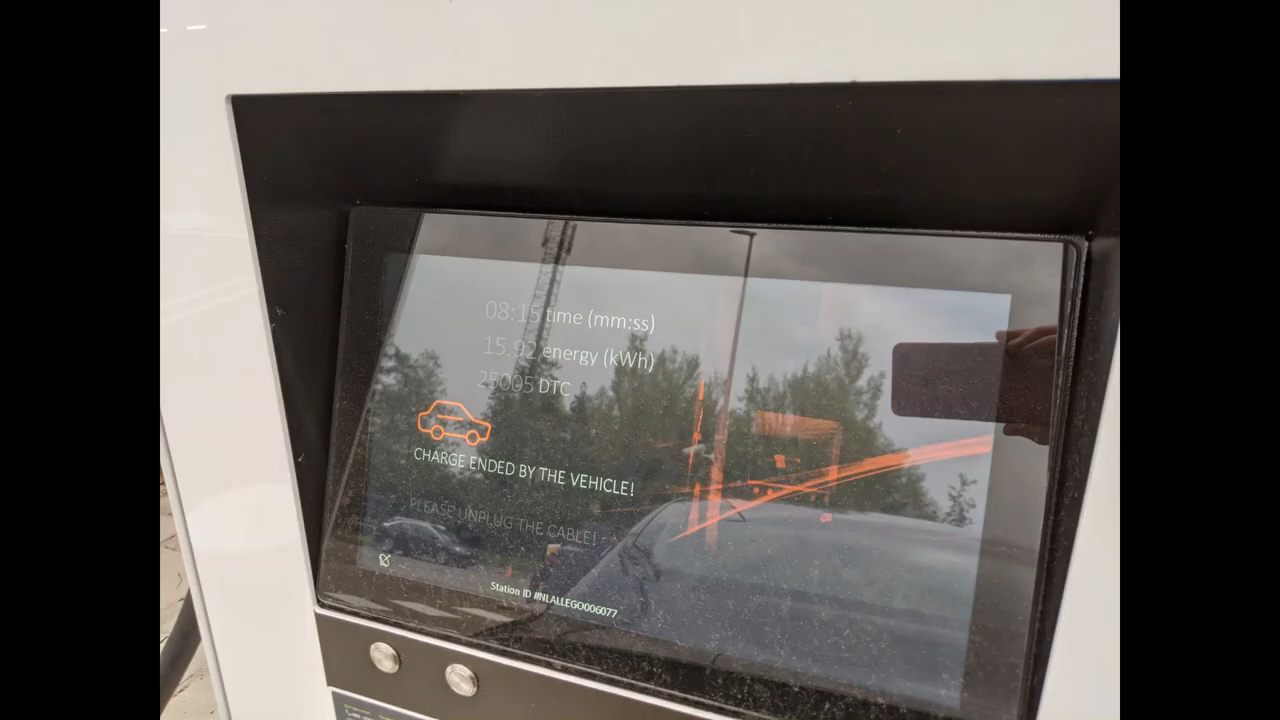 08:15 time (mm:ss)
15.92 energy (kWh)
25005 DTC
CHARGE ENDED BY THE VEHICLE!
PLEASE UNPLUG THE CABLE!
Station ID #NLALLEGO006077